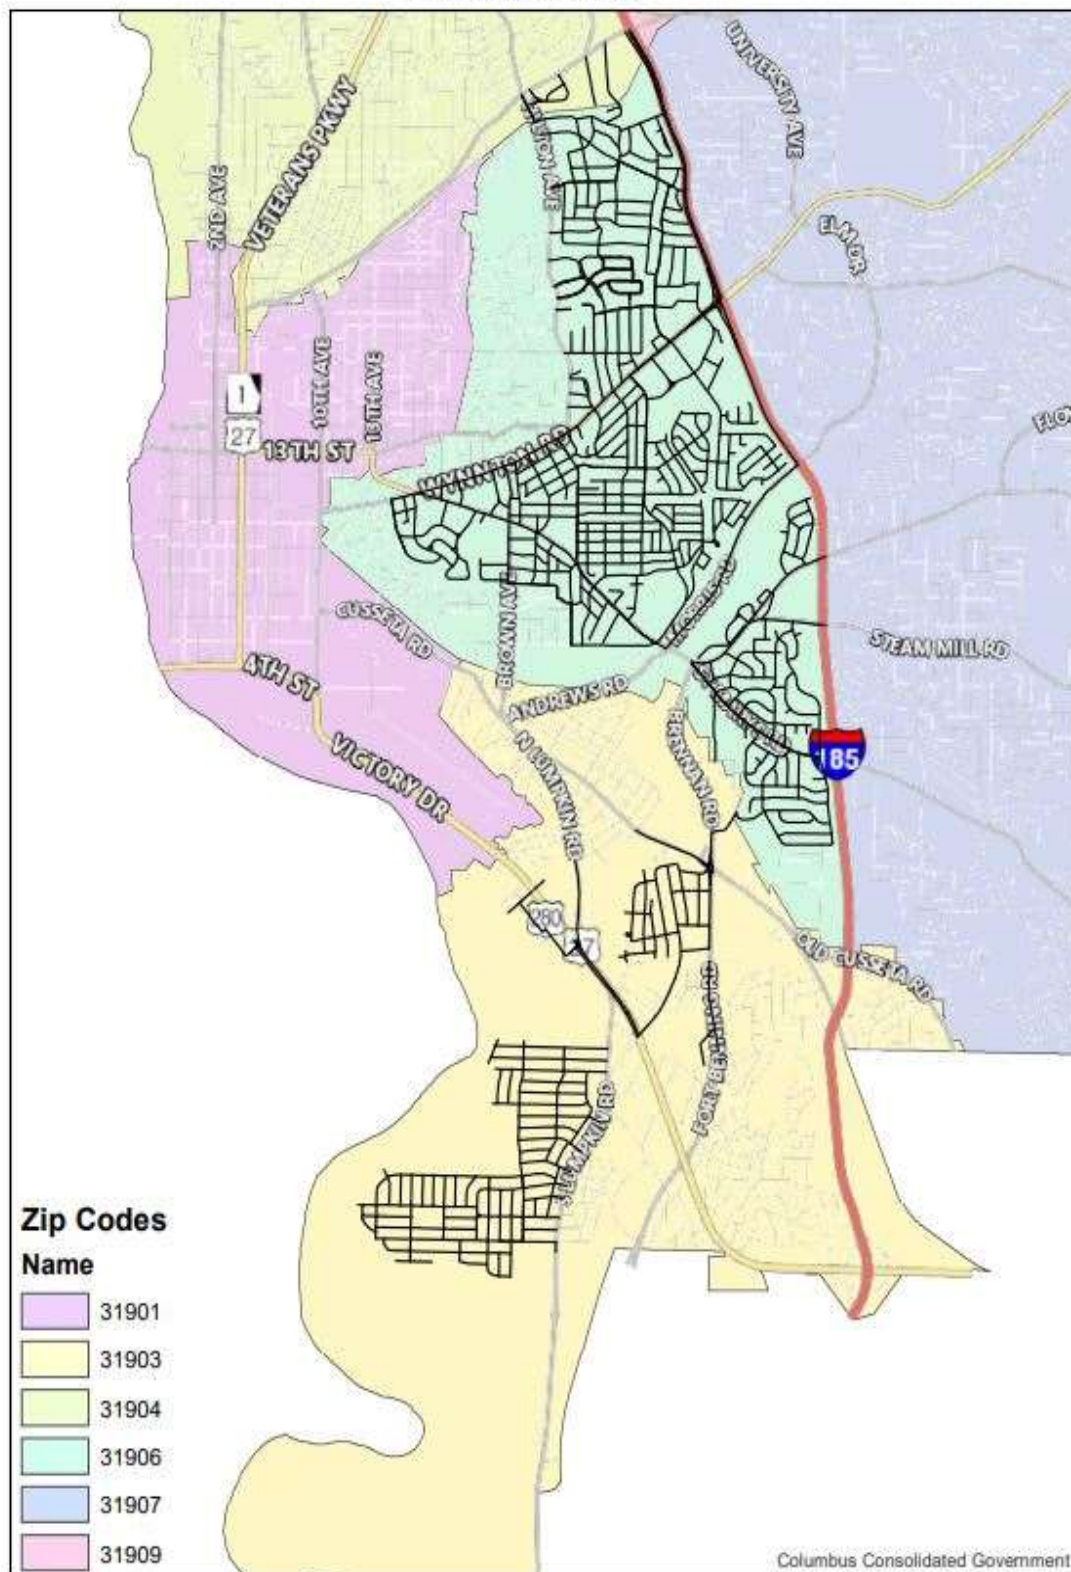 UNIVERSITY AVE
VETERANS PKWY
2ND AVE
ELM DR
10TH AVE
13TH AVE
1
27
13TH ST
WYNNTON RD
CUSSETA RD
BROWN AVE
STEAM MILL RD
4TH ST
ANDREWS RD
N LUMPKIN RD
BRENNAN RD
185
VICTORY DR
280
27
OLD CUSSETA RD
FORT BENNING RD
S LUMPKIN RD
Zip Codes
Name
31901
31903
31904
31906
31907
31909
Columbus Consolidated Government